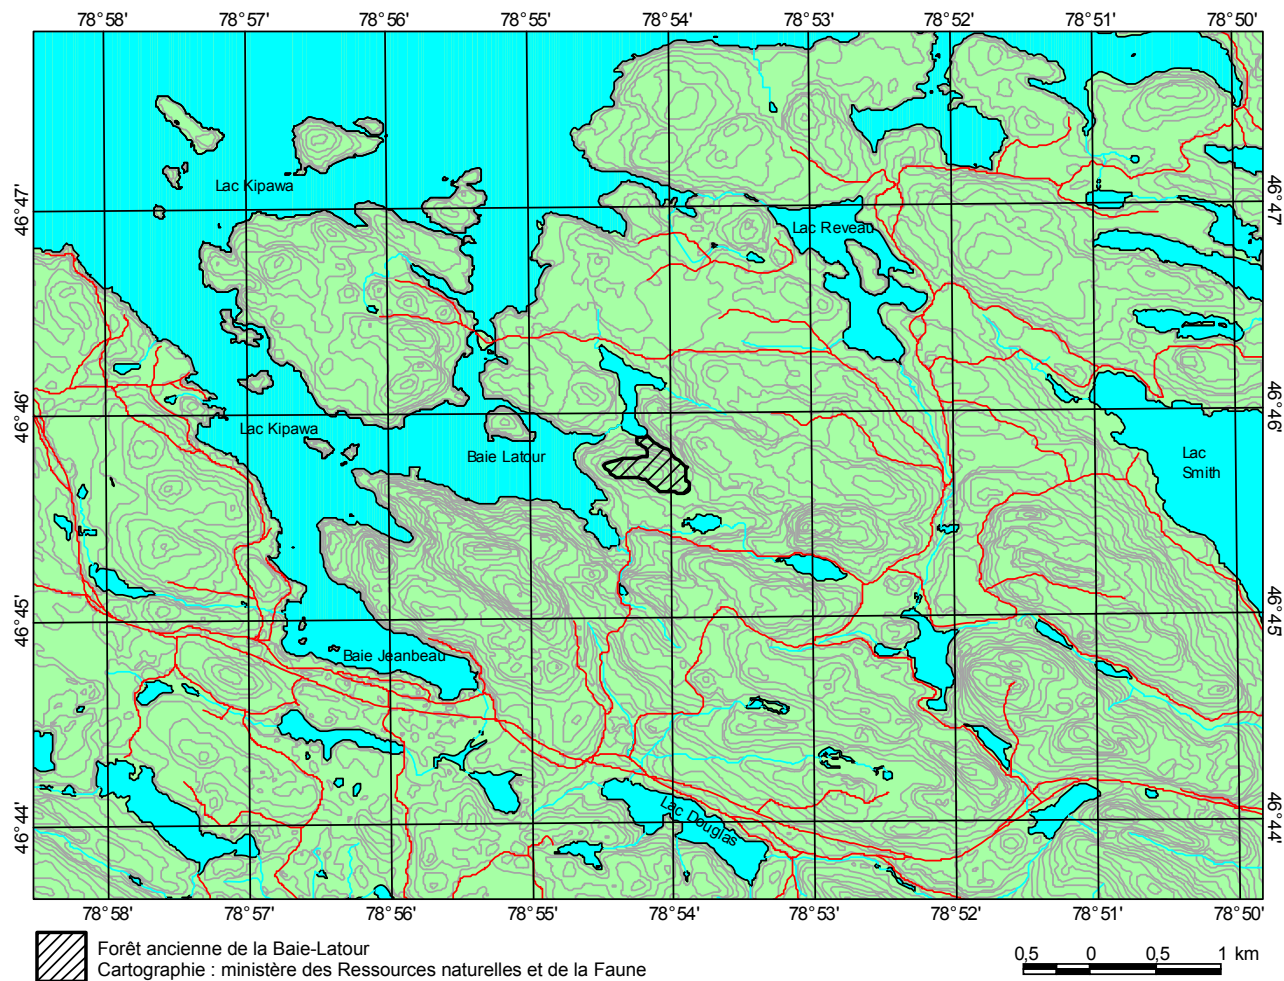 78°58' 78°57' 78°56' 78°55' 78°54' 78°53' 78°52' 78°51' 78°50'
Lac Kipawa
46°47'
46°47'
Lac Reveau
46°46'
46°46'
Lac Kipawa
Baie Latour
Lac
Smith
46°45'
46°45'
Baie Jeanbeau
46°44'
46°44'
Lac Douglas
78°58' 78°57' 78°56' 78°55' 78°54' 78°53' 78°52' 78°51' 78°50'
Forêt ancienne de la Baie-Latour
Cartographie : ministère des Ressources naturelles et de la Faune
0,5 0 0,5 1 km